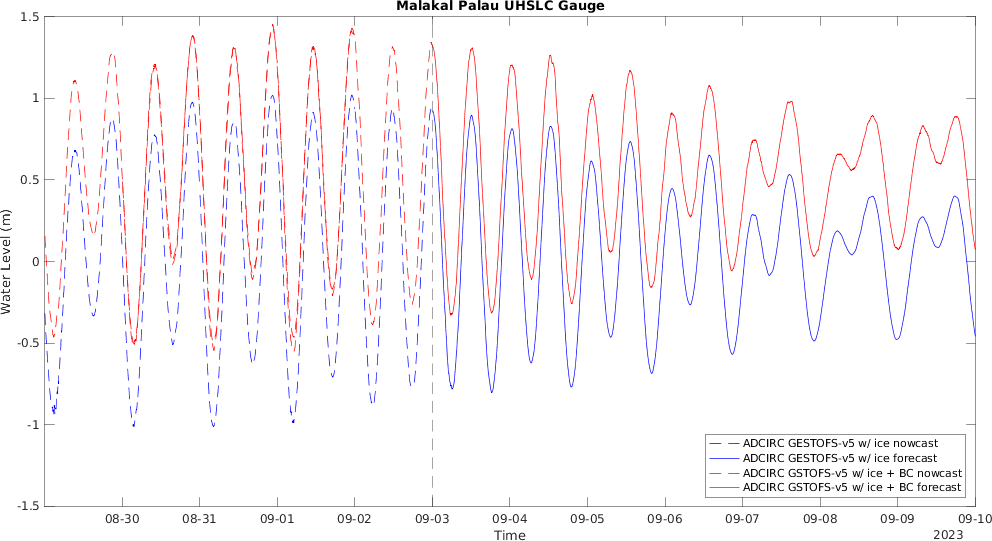 Malakal Palau UHSLC Gauge
1.5
1
0.5
0
-0.5
-1
-1.5
Water Level (m)
ADCIRC GESTOFS-v5 w/ ice nowcast
ADCIRC GESTOFS-v5 w/ ice forecast
ADCIRC GSTOFS-v5 w/ ice + BC nowcast
ADCIRC GSTOFS-v5 w/ ice + BC forecast
08-30 08-31 09-01 09-02 09-03 09-04 09-05 09-06 09-07 09-08 09-09 09-10
Time
2023